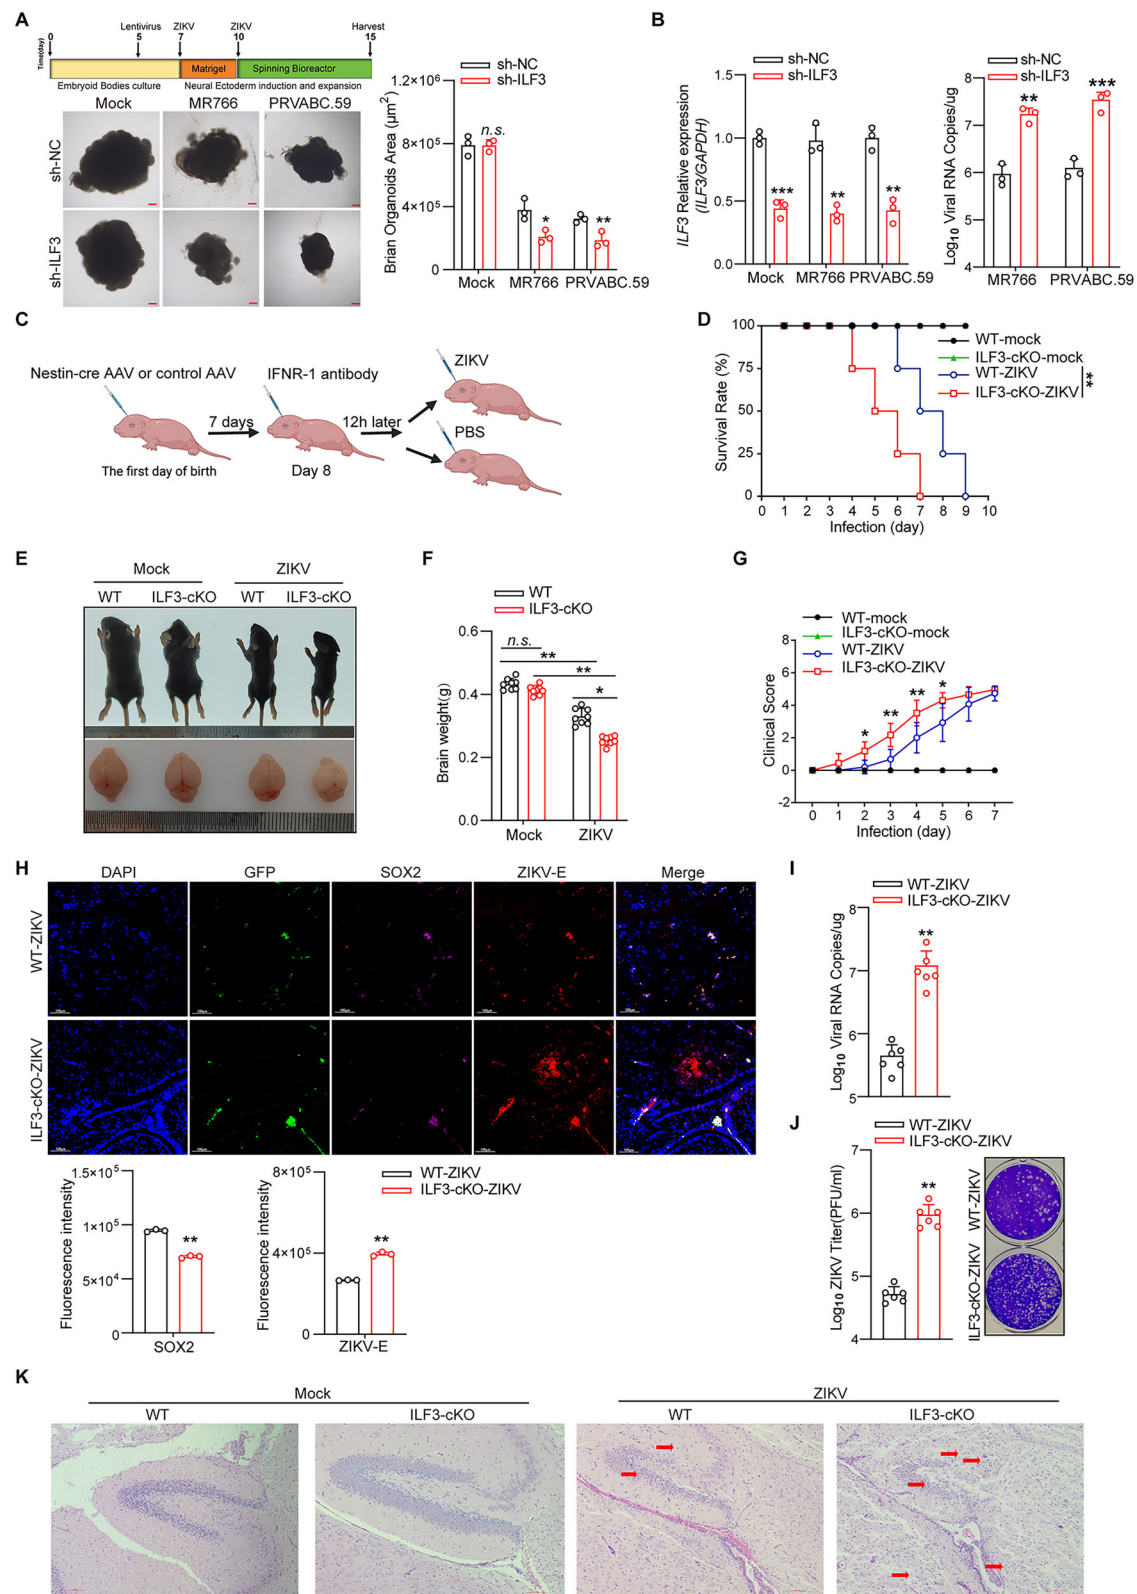 A
Time(day)
0
Lentivirus
5
ZIKV
7
ZIKV
10
Harvest
15
Matrigel
Spinning Bioreactor
Embryoid Bodies culture
Neural Ectoderm induction and expansion
Mock
MR766
PRVABC.59
sh-NC
sh-ILF3
sh-NC
sh-ILF3
Brian Organoids Area (µm²)
1.2×10⁶
8×10⁵
4×10⁵
0
n.s.
*
**
Mock
MR766
PRVABC.59
B
sh-NC
sh-ILF3
ILF3 Relative expression
(ILF3/GAPDH)
1.5
1.0
0.5
0.0
***
**
**
Mock
MR766
PRVABC.59
sh-NC
sh-ILF3
Log₁₀ Viral RNA Copies/ug
8
7
6
5
4
**
***
MR766
PRVABC.59
C
Nestin-cre AAV or control AAV
The first day of birth
7 days
IFNR-1 antibody
Day 8
12h later
ZIKV
PBS
D
Survival Rate (%)
100
75
50
25
0
0 1 2 3 4 5 6 7 8 9 10
Infection (day)
WT-mock
ILF3-cKO-mock
WT-ZIKV
ILF3-cKO-ZIKV
**
E
Mock
ZIKV
WT
ILF3-cKO
WT
ILF3-cKO
F
WT
ILF3-cKO
Brain weight(g)
0.6
0.4
0.2
0.0
n.s.
**
**
*
Mock
ZIKV
G
WT-mock
ILF3-cKO-mock
WT-ZIKV
ILF3-cKO-ZIKV
Clinical Score
8
6
4
2
0
-2
*
**
**
*
0 1 2 3 4 5 6 7
Infection (day)
H
DAPI
GFP
SOX2
ZIKV-E
Merge
WT-ZIKV
ILF3-cKO-ZIKV
100µm
100µm
100µm
100µm
100µm
100µm
100µm
100µm
100µm
100µm
Fluorescence intensity
1.5×10⁵
1×10⁵
5×10⁴
0
**
SOX2
Fluorescence intensity
8×10⁵
4×10⁵
0
**
ZIKV-E
WT-ZIKV
ILF3-cKO-ZIKV
I
WT-ZIKV
ILF3-cKO-ZIKV
Log₁₀ Viral RNA Copies/ug
8
7
6
5
**
J
WT-ZIKV
ILF3-cKO-ZIKV
Log₁₀ ZIKV Titer(PFU/ml)
7
6
5
4
**
WT-ZIKV
ILF3-cKO-ZIKV
K
Mock
ZIKV
WT
ILF3-cKO
WT
ILF3-cKO